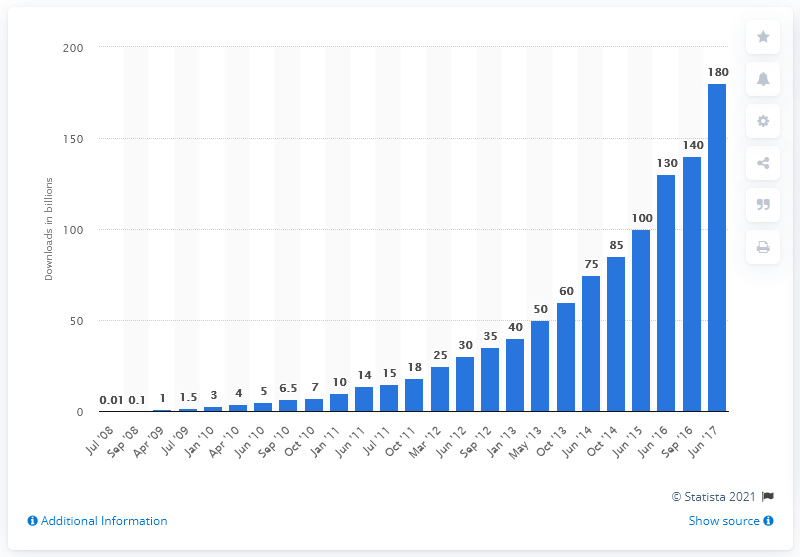 200
150
100
50
0
Downloads in billions
0.01 0.1 1 1.5 3 4 5 6.5 7 10 14 15 18 25 30 35 40 50 60 75 85 100 130 140 180
Jul '08 Sep '08 Apr '09 Jul '09 Jan '10 Apr '10 Jun '10 Sep '10 Oct '10 Jan '11 Jun '11 Jul '11 Oct '11 Mar '12 Jun '12 Sep '12 Jan '13 May '13 Oct '13 Jun '14 Oct '14 Jun '15 Jun '16 Sep '16 Jun '17
© Statista 2021
Additional Information
Show source